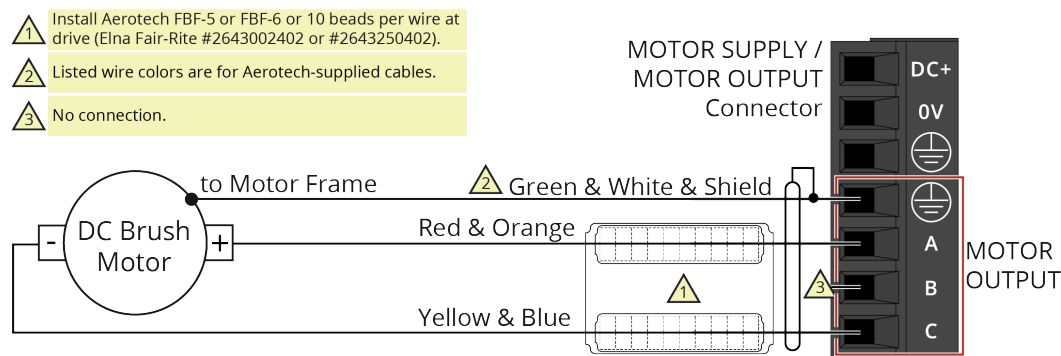 1 Install Aerotech FBF-5 or FBF-6 or 10 beads per wire at
drive (Elna Fair-Rite #2643002402 or #2643250402).
2 Listed wire colors are for Aerotech-supplied cables.
3 No connection.
MOTOR SUPPLY /
MOTOR OUTPUT
Connector
DC+
0V
to Motor Frame
2 Green & White & Shield
Red & Orange
DC Brush
Motor
-
+
A
MOTOR
OUTPUT
1
3
B
Yellow & Blue
C